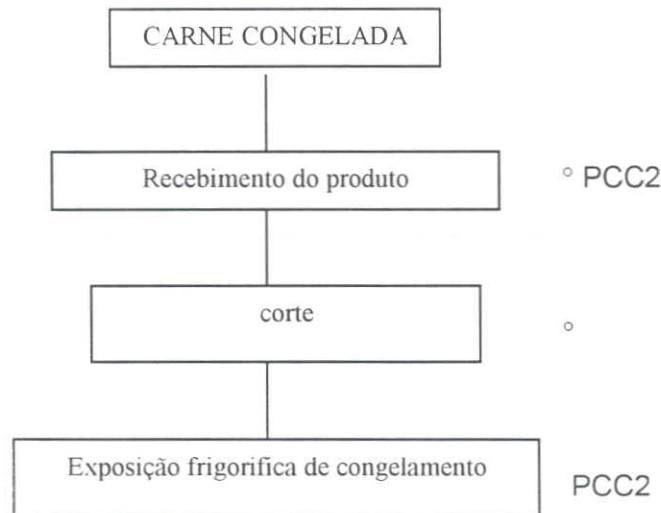 CARNE CONGELADA
Recebimento do produto
° PCC2
corte
°
Exposição frigorifica de congelamento
PCC2